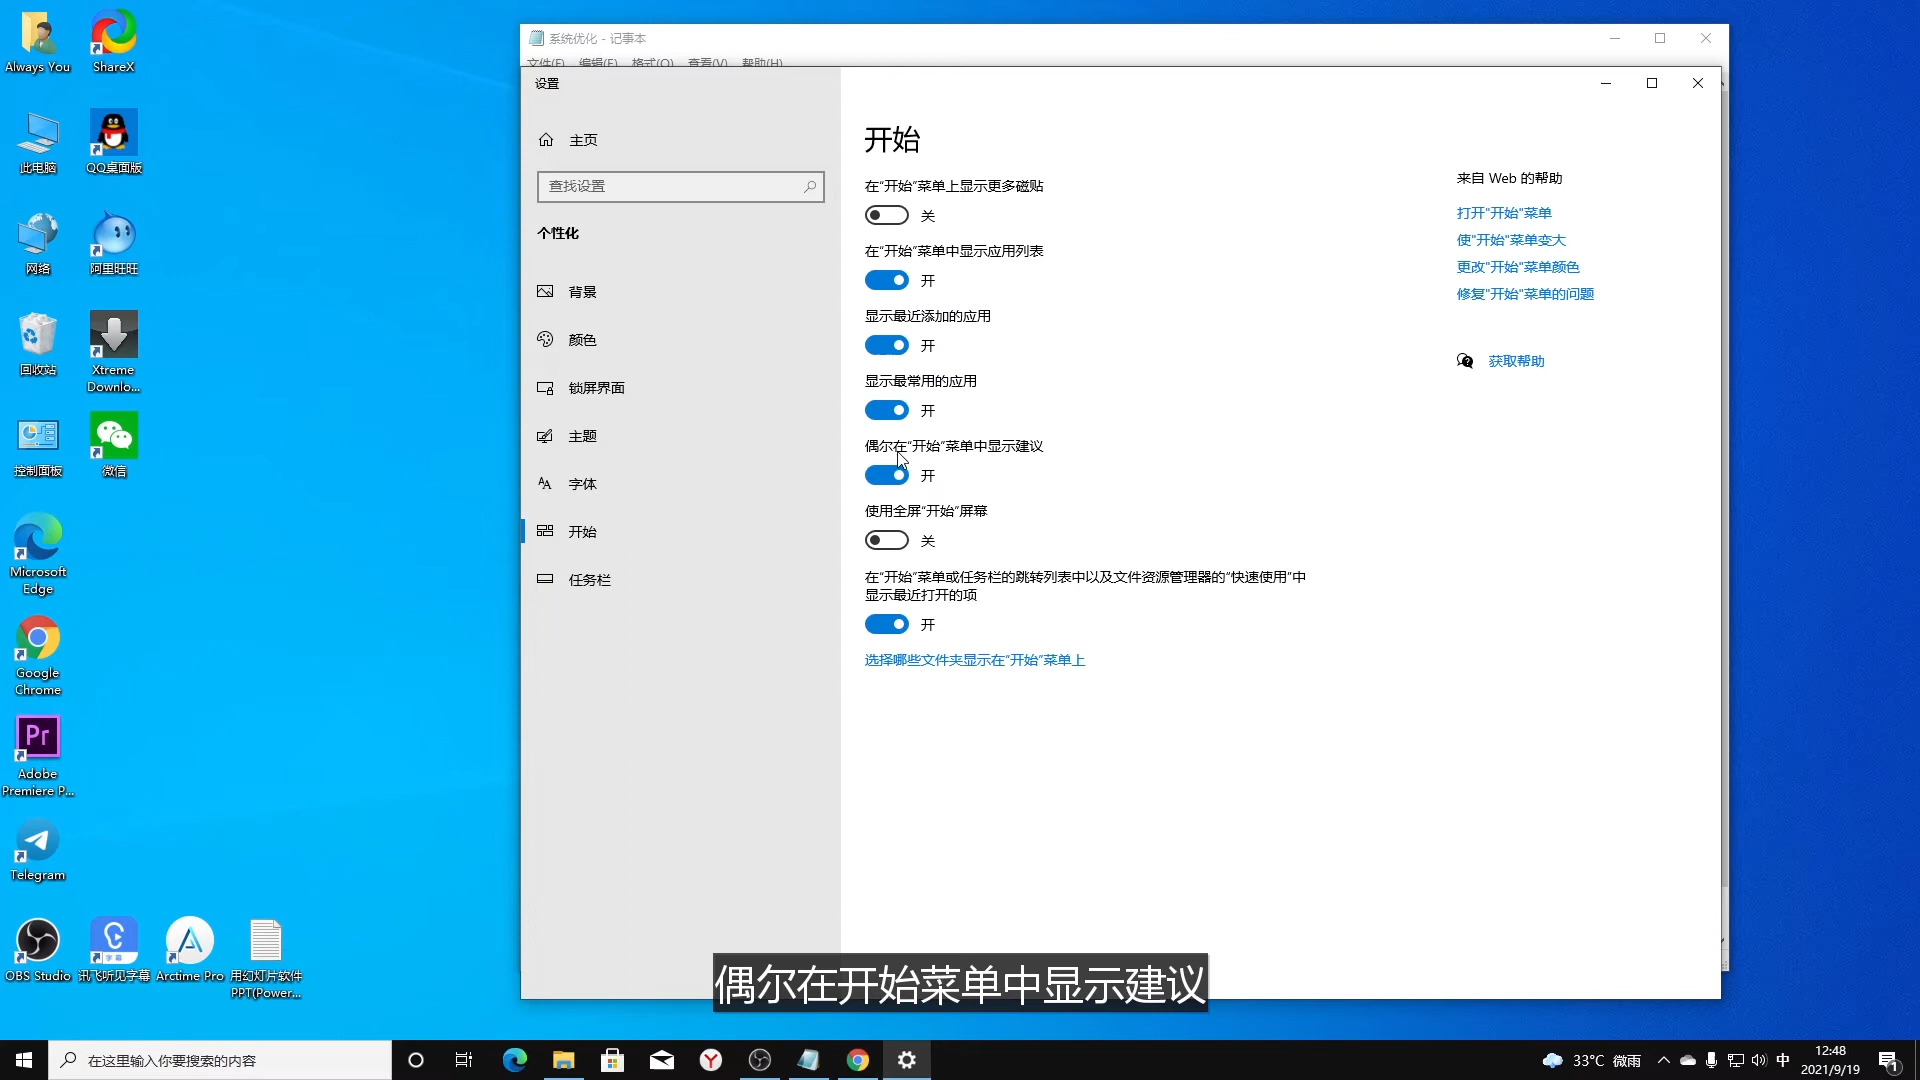 Always You
ShareX
此电脑
QQ桌面版
网络
阿里旺旺
回收站
Xtreme
Downlo...
控制面板
微信
Microsoft
Edge
Google
Chrome
Pr
Adobe
Premiere P...
Telegram
OBS Studio
讯飞听见字幕
Arctime Pro
用幻灯片软件
PPT(Power...
系统优化 - 记事本
文件(F) 编辑(E) 格式(O) 查看(V) 帮助(H)
设置
主页
查找设置
个性化
背景
颜色
锁屏界面
主题
字体
开始
任务栏
开始
在"开始"菜单上显示更多磁贴
关
在"开始"菜单中显示应用列表
开
显示最近添加的应用
开
显示最常用的应用
开
偶尔在"开始"菜单中显示建议
开
使用全屏"开始"屏幕
关
在"开始"菜单或任务栏的跳转列表中以及文件资源管理器的"快速使用"中
显示最近打开的项
开
选择哪些文件夹显示在"开始"菜单上
来自 Web 的帮助
打开"开始"菜单
使"开始"菜单变大
更改"开始"菜单颜色
修复"开始"菜单的问题
获取帮助
偶尔在开始菜单中显示建议
在这里输入你要搜索的内容
33°C 微雨
中
12:48
2021/9/19
1